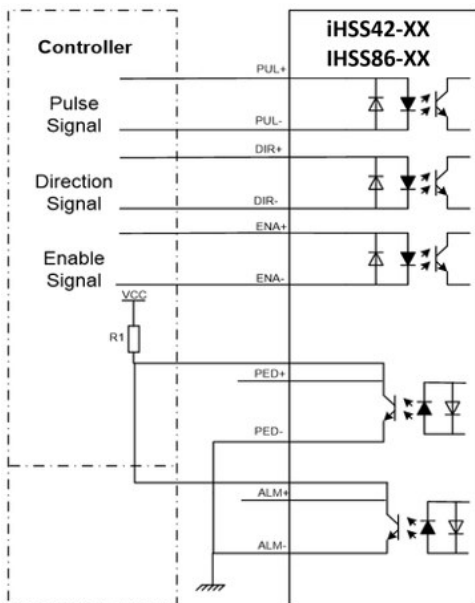 iHSS42-XX
IHSS86-XX
Controller
PUL+
Pulse
Signal
PUL-
DIR+
Direction
Signal
DIR-
ENA+
Enable
Signal
ENA-
VCC
R1
PED+
PED-
ALM+
ALM-